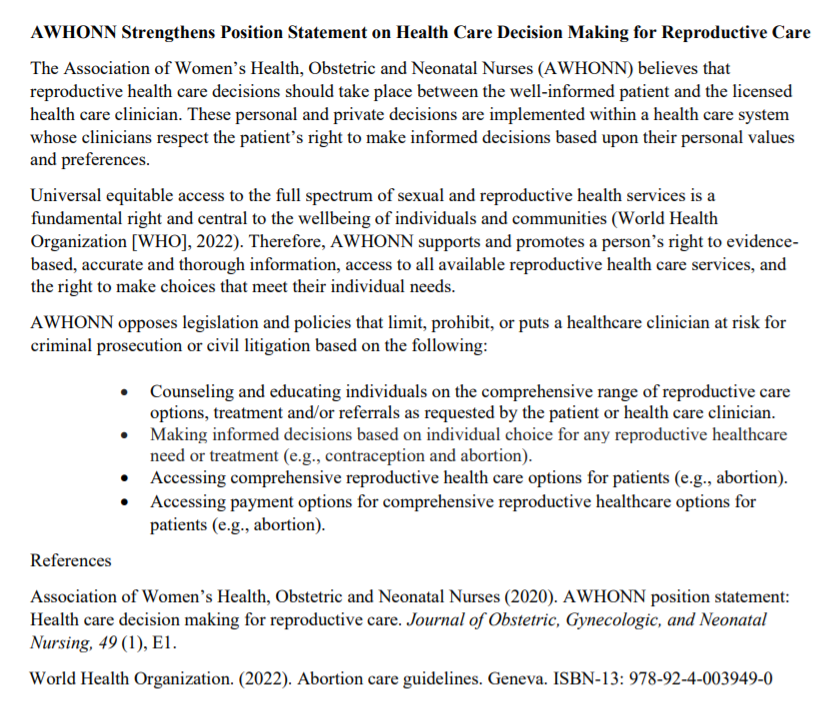 AWHONN Strengthens Position Statement on Health Care Decision Making for Reproductive Care
The Association of Women's Health, Obstetric and Neonatal Nurses (AWHONN) believes that
reproductive health care decisions should take place between the well-informed patient and the licensed
health care clinician. These personal and private decisions are implemented within a health care system
whose clinicians respect the patient's right to make informed decisions based upon their personal values
and preferences.
Universal equitable access to the full spectrum of sexual and reproductive health services is a
fundamental right and central to the wellbeing of individuals and communities (World Health
Organization [WHO], 2022). Therefore, AWHONN supports and promotes a person's right to evidence-
based, accurate and thorough information, access to all available reproductive health care services, and
the right to make choices that meet their individual needs.
AWHONN opposes legislation and policies that limit, prohibit, or puts a healthcare clinician at risk for
criminal prosecution or civil litigation based on the following:
• Counseling and educating individuals on the comprehensive range of reproductive care
options, treatment and/or referrals as requested by the patient or health care clinician.
• Making informed decisions based on individual choice for any reproductive healthcare
need or treatment (e.g., contraception and abortion).
• Accessing comprehensive reproductive health care options for patients (e.g., abortion).
• Accessing payment options for comprehensive reproductive healthcare options for
patients (e.g., abortion).
References
Association of Women's Health, Obstetric and Neonatal Nurses (2020). AWHONN position statement:
Health care decision making for reproductive care. Journal of Obstetric, Gynecologic, and Neonatal
Nursing, 49 (1), E1.
World Health Organization. (2022). Abortion care guidelines. Geneva. ISBN-13: 978-92-4-003949-0